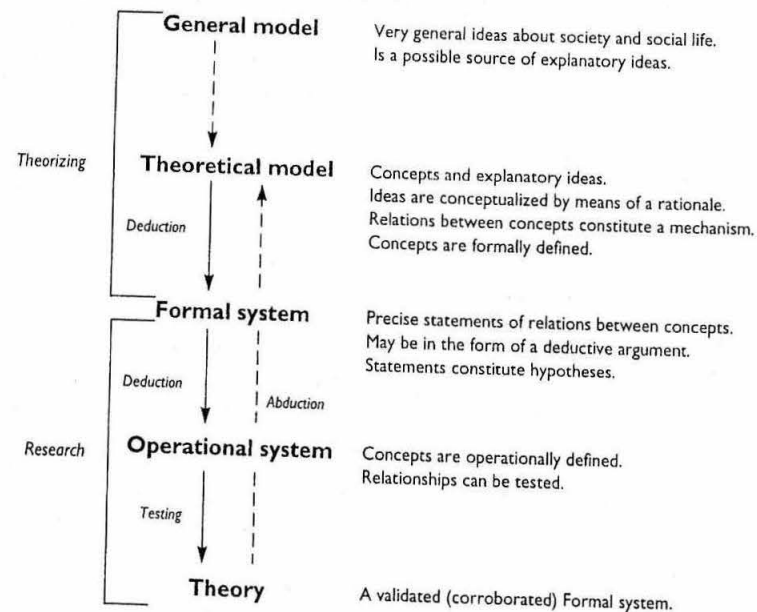 General model
Very general ideas about society and social life.
Is a possible source of explanatory ideas.
Theorizing
Theoretical model
Concepts and explanatory ideas.
Ideas are conceptualized by means of a rationale.
Relations between concepts constitute a mechanism.
Concepts are formally defined.
Deduction
Formal system
Precise statements of relations between concepts.
May be in the form of a deductive argument.
Statements constitute hypotheses.
Deduction
Abduction
Research
Operational system
Concepts are operationally defined.
Relationships can be tested.
Testing
Theory
A validated (corroborated) Formal system.